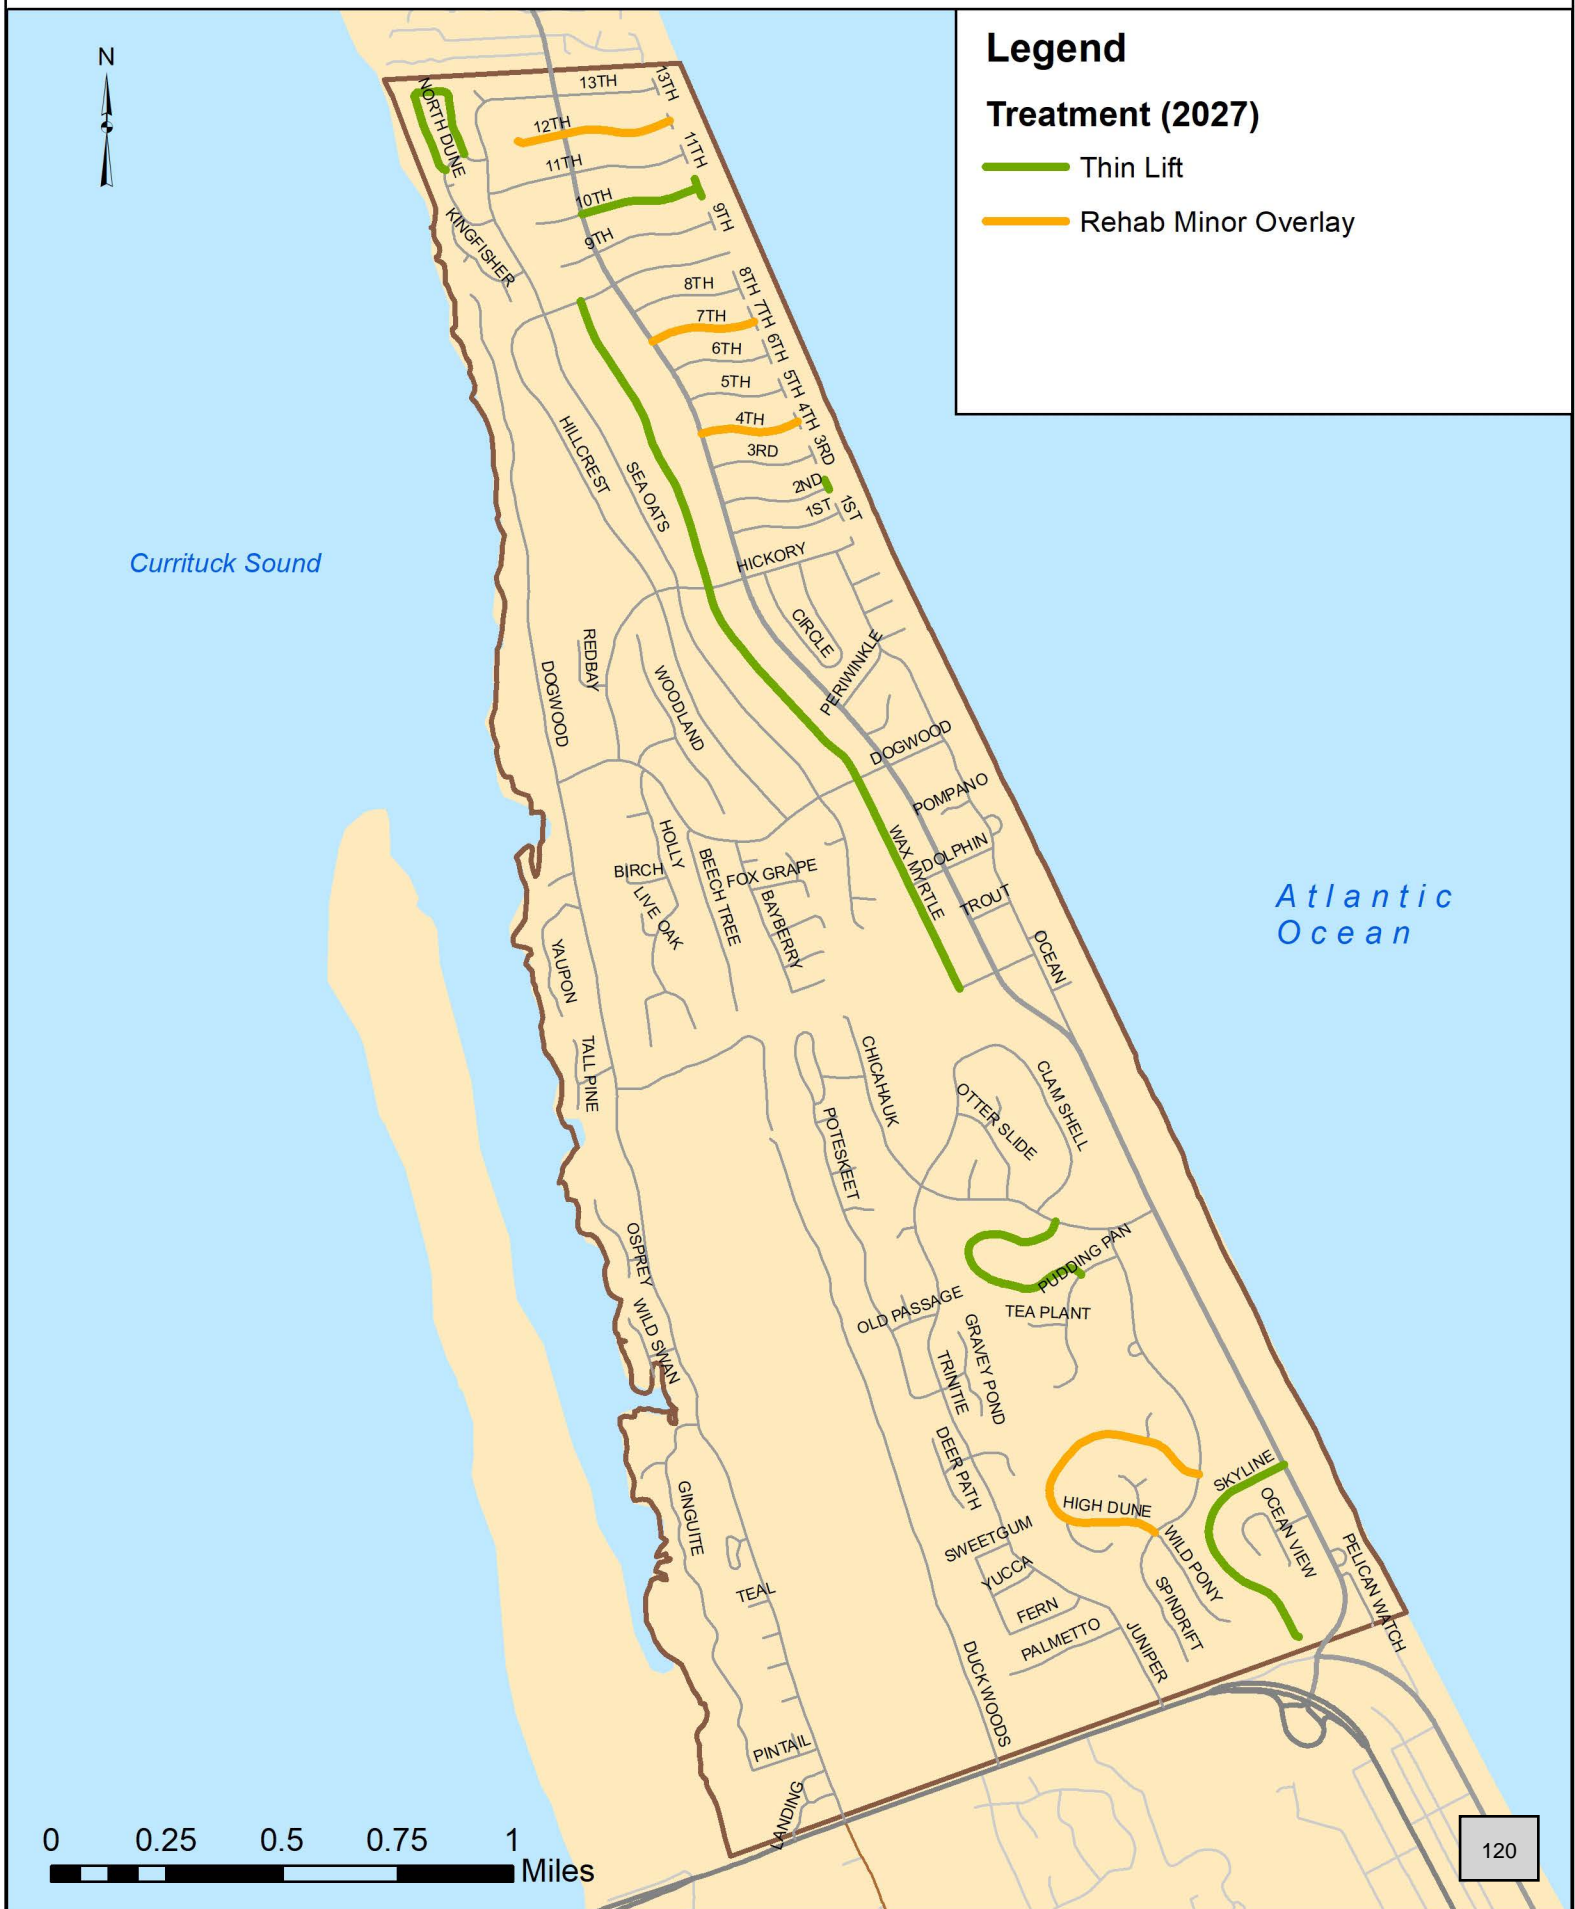 Legend
Treatment (2027)
Thin Lift
Rehab Minor Overlay
N
13TH
13TH
NORTH DUNE
12TH
11TH
11TH
10TH
9TH
9TH
KINGFISHER
8TH
8TH
7TH
7TH
6TH
6TH
5TH
5TH
4TH
4TH
3RD
3RD
2ND
1ST
1ST
HILLCREST
SEA OATS
HICKORY
Currituck Sound
CIRCLE
PERIWINKLE
REDBAY
DOGWOOD
WOODLAND
DOGWOOD
POMPANO
DOLPHIN
WAX MYRTLE
TROUT
OCEAN
HOLLY
BIRCH
BEECH TREE
FOX GRAPE
LIVE OAK
BAYBERRY
YAUPON
Atlantic
Ocean
TALL PINE
CHICAHAUK
CLAM SHELL
OTTER SLIDE
POTESKEET
OSPREY
PUDDING PAN
OLD PASSAGE
TEA PLANT
WILD SWAN
GRAVEY POND
TRINITIE
DEER PATH
SKYLINE
GINGUITE
HIGH DUNE
OCEAN VIEW
SWEETGUM
WILD PONY
PELICAN WATCH
YUCCA
TEAL
SPINDRIFT
FERN
PALMETTO
JUNIPER
DUCK WOODS
PINTAIL
LANDING
0 0.25 0.5 0.75 1
Miles
120